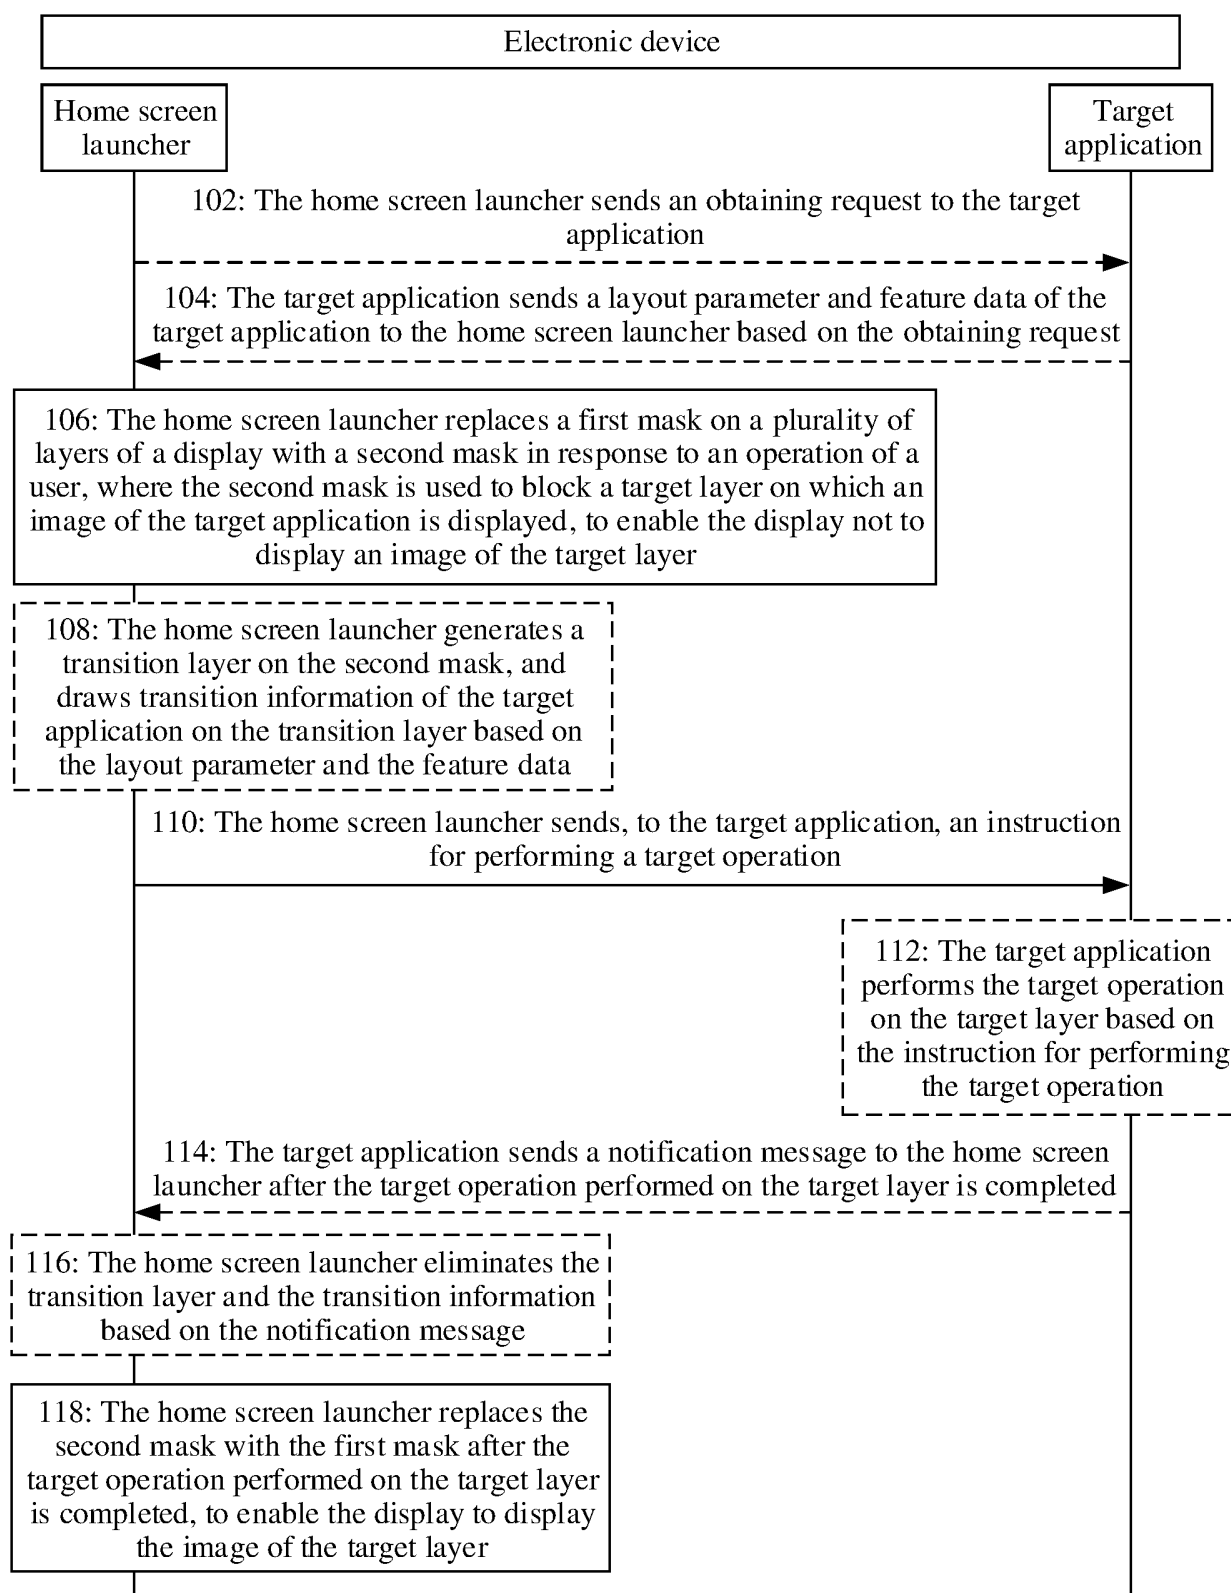 Electronic device
Home screen
launcher
Target
application
102: The home screen launcher sends an obtaining request to the target
application
104: The target application sends a layout parameter and feature data of the
target application to the home screen launcher based on the obtaining request
106: The home screen launcher replaces a first mask on a plurality of
layers of a display with a second mask in response to an operation of a
user, where the second mask is used to block a target layer on which an
image of the target application is displayed, to enable the display not to
display an image of the target layer
108: The home screen launcher generates a
transition layer on the second mask, and
draws transition information of the target
application on the transition layer based on
the layout parameter and the feature data
110: The home screen launcher sends, to the target application, an instruction
for performing a target operation
112: The target application
performs the target operation
on the target layer based on
the instruction for performing
the target operation
114: The target application sends a notification message to the home screen
launcher after the target operation performed on the target layer is completed
116: The home screen launcher eliminates the
transition layer and the transition information
based on the notification message
118: The home screen launcher replaces the
second mask with the first mask after the
target operation performed on the target layer
is completed, to enable the display to display
the image of the target layer